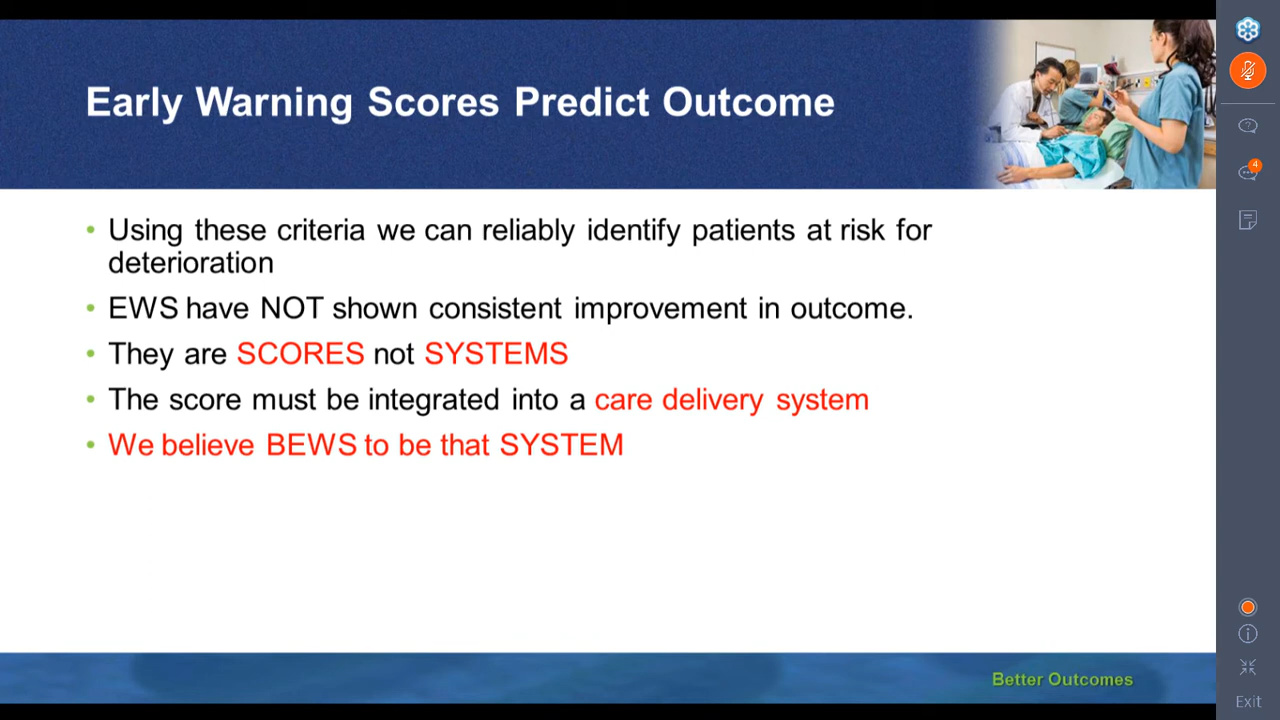 Early Warning Scores Predict Outcome
• Using these criteria we can reliably identify patients at risk for
deterioration
• EWS have NOT shown consistent improvement in outcome.
• They are SCORES not SYSTEMS
• The score must be integrated into a care delivery system
• We believe BEWS to be that SYSTEM
Better Outcomes
?
4
i
Exit